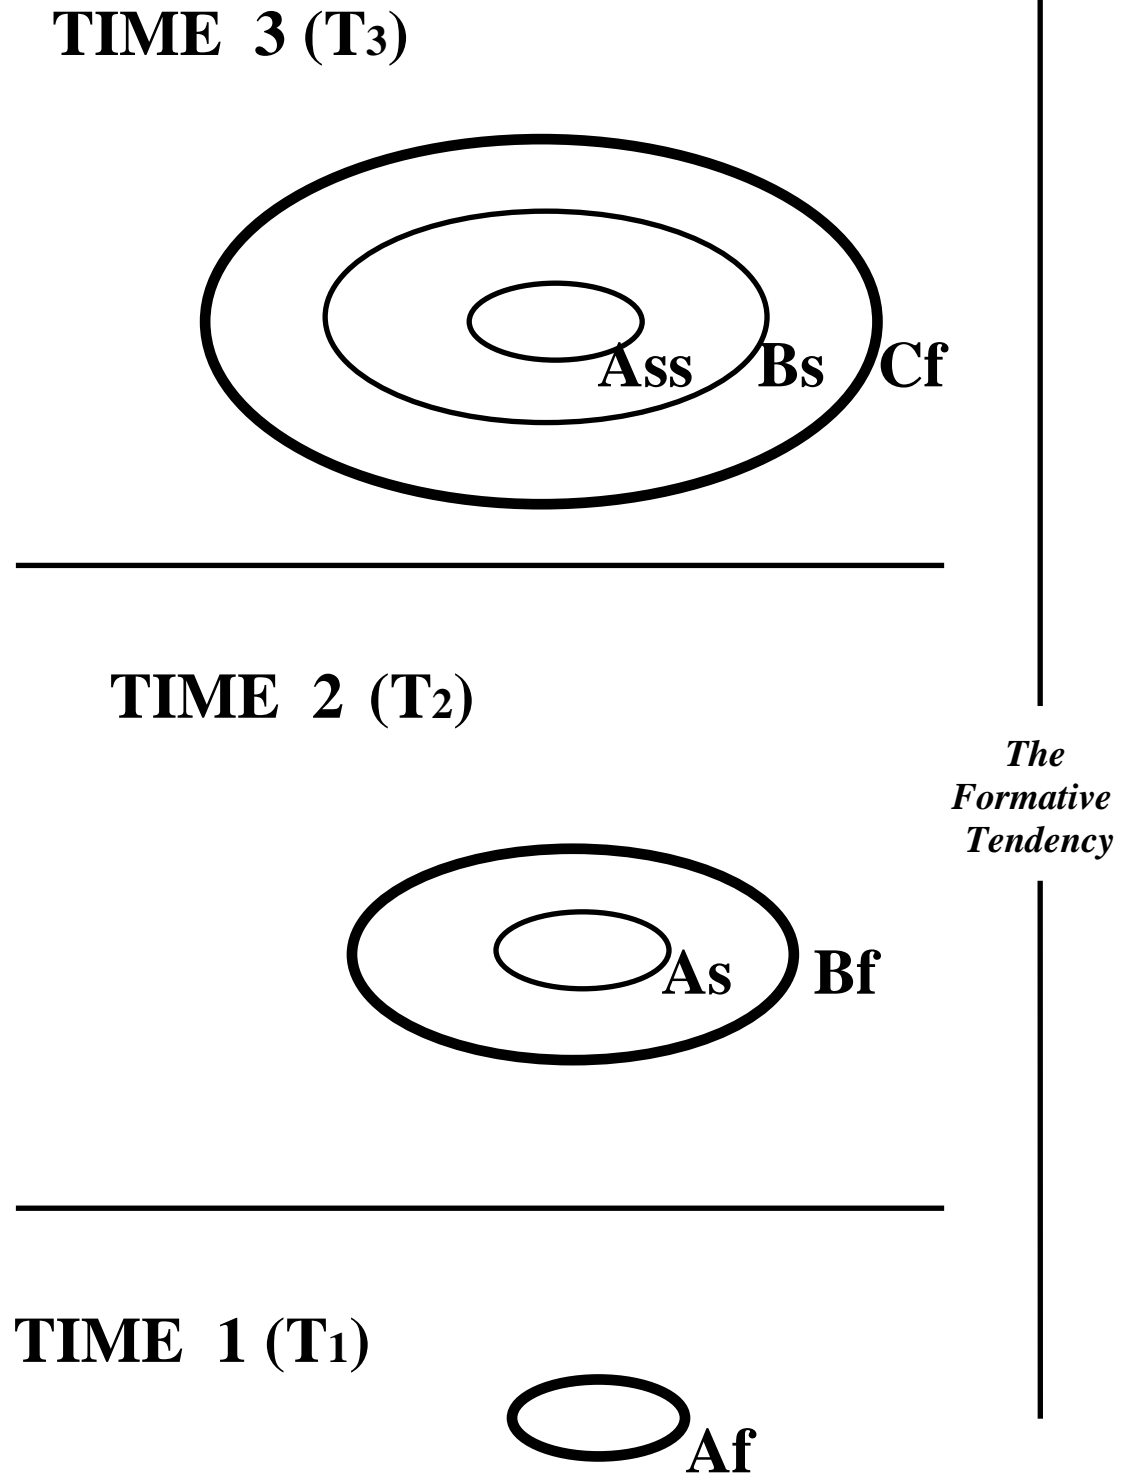 TIME 3 (T3)
Ass Bs Cf
TIME 2 (T2)
The
Formative
Tendency
As Bf
TIME 1 (T1)
Af